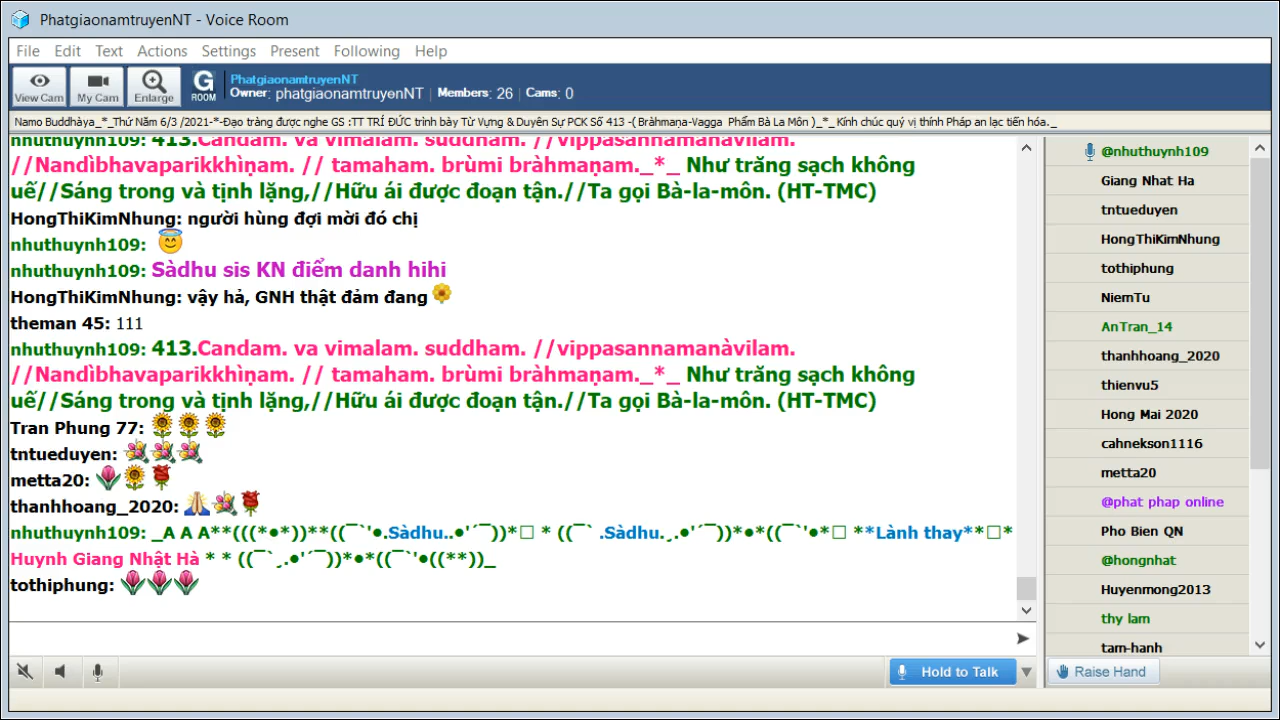 PhatgiaonamtruyenNT - Voice Room
File Edit Text Actions Settings Present Following Help
View Cam My Cam Enlarge G ROOM PhatgiaonamtruyenNT
Owner: phatgiaonamtruyenNT | Members: 26 | Cams: 0
Namo Buddhàya_*_Thứ Năm 6/3 /2021-*-Đạo tràng được nghe GS :TT TRÍ ĐỨC trình bày Từ Vựng & Duyên Sự PCK Số 413 -( Bràhmaṇa-Vagga Phẩm Bà La Môn )_*_ Kính chúc quý vị thính Pháp an lạc tiến hóa._
nhuthuynh109: 413.Candam. va vimalam. suddham. //vippasannamanàvilam.
//Nandìbhavaparikkhìṇam. // tamaham. brùmi bràhmaṇam._*_ Như trăng sạch không
uế//Sáng trong và tịnh lặng,//Hữu ái được đoạn tận.//Ta gọi Bà-la-môn. (HT-TMC)
HongThiKimNhung: người hùng đợi mời đó chị
nhuthuynh109: 😇
nhuthuynh109: Sàdhu sis KN điểm danh hihi
HongThiKimNhung: vậy hả, GNH thật đảm đang
theman 45: 111
nhuthuynh109: 413.Candam. va vimalam. suddham. //vippasannamanàvilam.
//Nandìbhavaparikkhìṇam. // tamaham. brùmi bràhmaṇam._*_ Như trăng sạch không
uế//Sáng trong và tịnh lặng,//Hữu ái được đoạn tận.//Ta gọi Bà-la-môn. (HT-TMC)
Tran Phung 77: 🌻🌻🌻
tntueduyen: 💐💐💐
metta20: 🌷🌻🌹
thanhhoang_2020: 🙏💐🌹
nhuthuynh109: _A A A**(((*•*))**((¯`'•.Sàdhu..•'´¯))*□ * ((¯` .Sàdhu.¸.•'´¯))*•*((¯`'•*□ **Lành thay**□*
Huynh Giang Nhật Hà * * ((¯`¸.•'´¯))*•*((¯`'•((**))_
tothiphung: 🌷🌷🌷
Hold to Talk
@nhuthuynh109
Giang Nhat Ha
tntueduyen
HongThiKimNhung
tothiphung
NiemTu
AnTran_14
thanhhoang_2020
thienvu5
Hong Mai 2020
cahnekson1116
metta20
@phat phap online
Pho Bien QN
@hongnhat
Huyenmong2013
thy lam
tam-hanh
Raise Hand